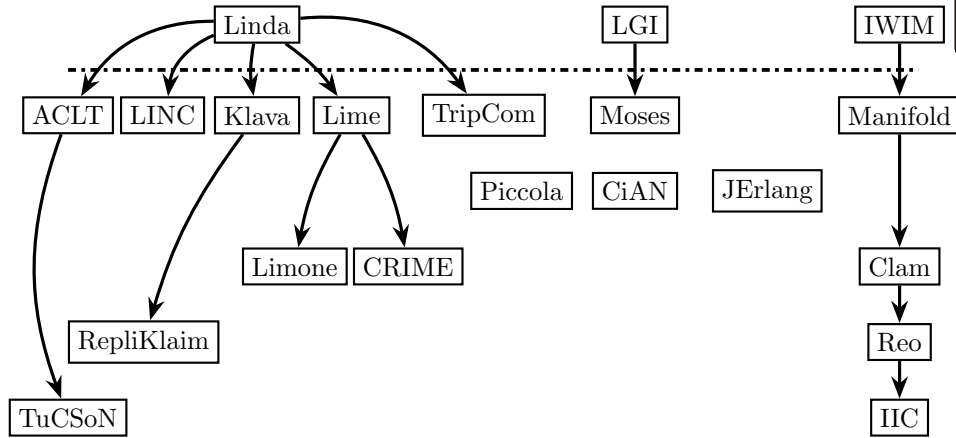 Linda LGI IWIM
ACLT LINC Klava Lime TripCom Moses Manifold
Piccola CiAN JErlang
Limone CRIME Clam
RepliKlaim Reo
TuCSoN IIC